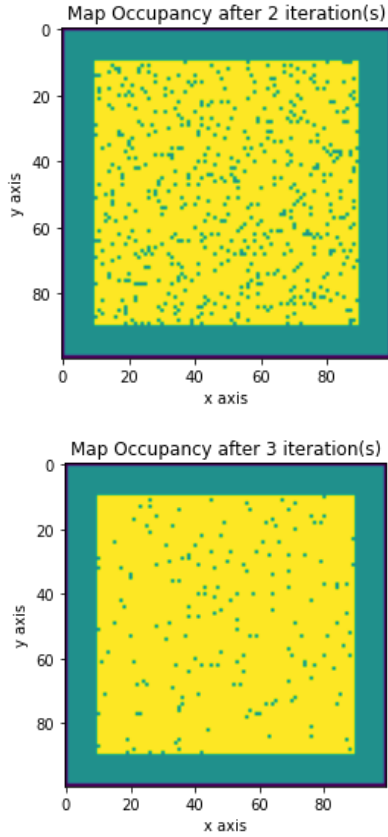 Map Occupancy after 2 iteration(s)
0
20
40
60
80
y axis
0 20 40 60 80
x axis
Map Occupancy after 3 iteration(s)
0
20
40
60
80
y axis
0 20 40 60 80
x axis